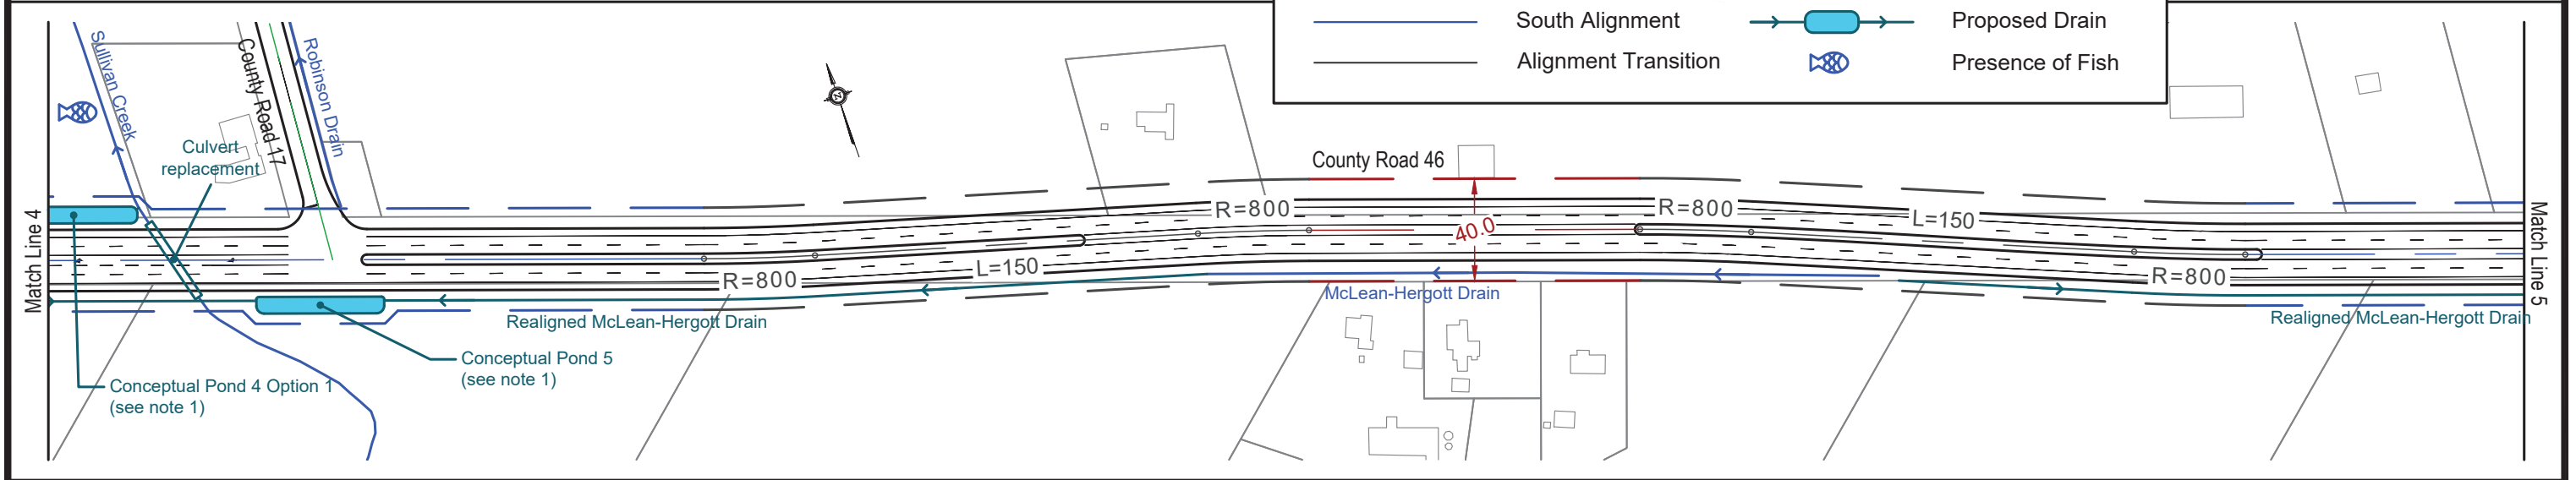 South Alignment
Proposed Drain
Alignment Transition
Presence of Fish
Sullivan Creek
County Road 17
Robinson Drain
N
Culvert
replacement
County Road 46
R=800
R=800
L=150
40.0
Match Line 4
Match Line 5
R=800
L=150
R=800
McLean-Hergott Drain
Realigned McLean-Hergott Drain
Realigned McLean-Hergott Drain
Conceptual Pond 5
(see note 1)
Conceptual Pond 4 Option 1
(see note 1)